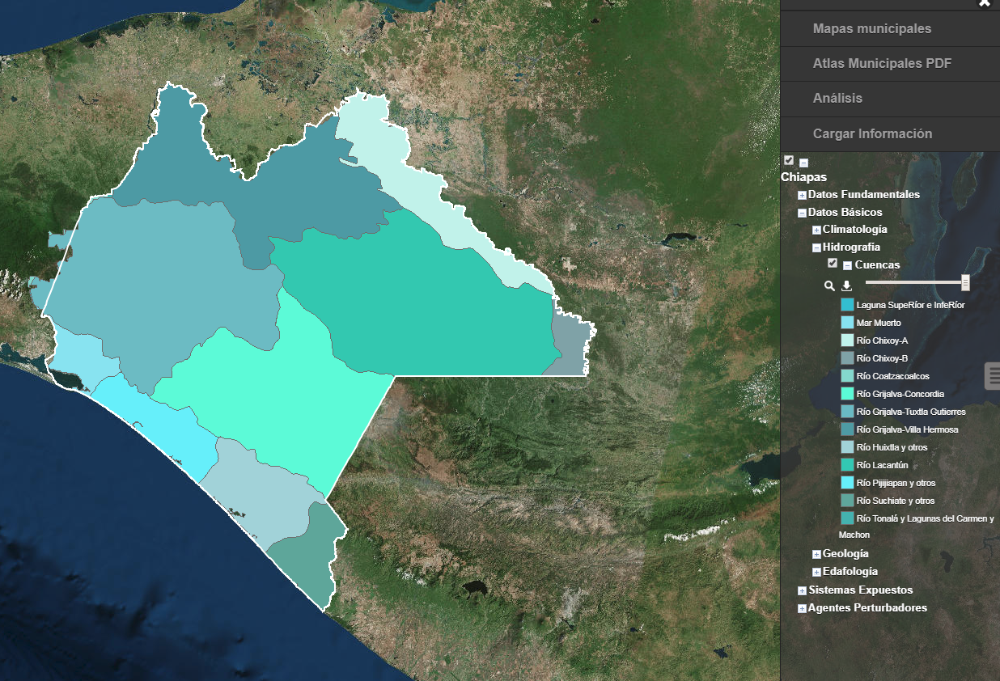 Mapas municipales
Atlas Municipales PDF
Análisis
Cargar Información
Chiapas
Datos Fundamentales
Datos Básicos
Climatología
Hidrografía
Cuencas
Laguna SupeRíor e InfeRíor
Mar Muerto
Río Chixoy-A
Río Chixoy-B
Río Coatzacoalcos
Río Grijalva-Concordia
Río Grijalva-Tuxtla Gutierres
Río Grijalva-Villa Hermosa
Río Huixtla y otros
Río Lacantún
Río Pijijiapan y otros
Río Suchiate y otros
Río Tonalá y Lagunas del Carmen y
Machon
Geología
Edafología
Sistemas Expuestos
Agentes Perturbadores